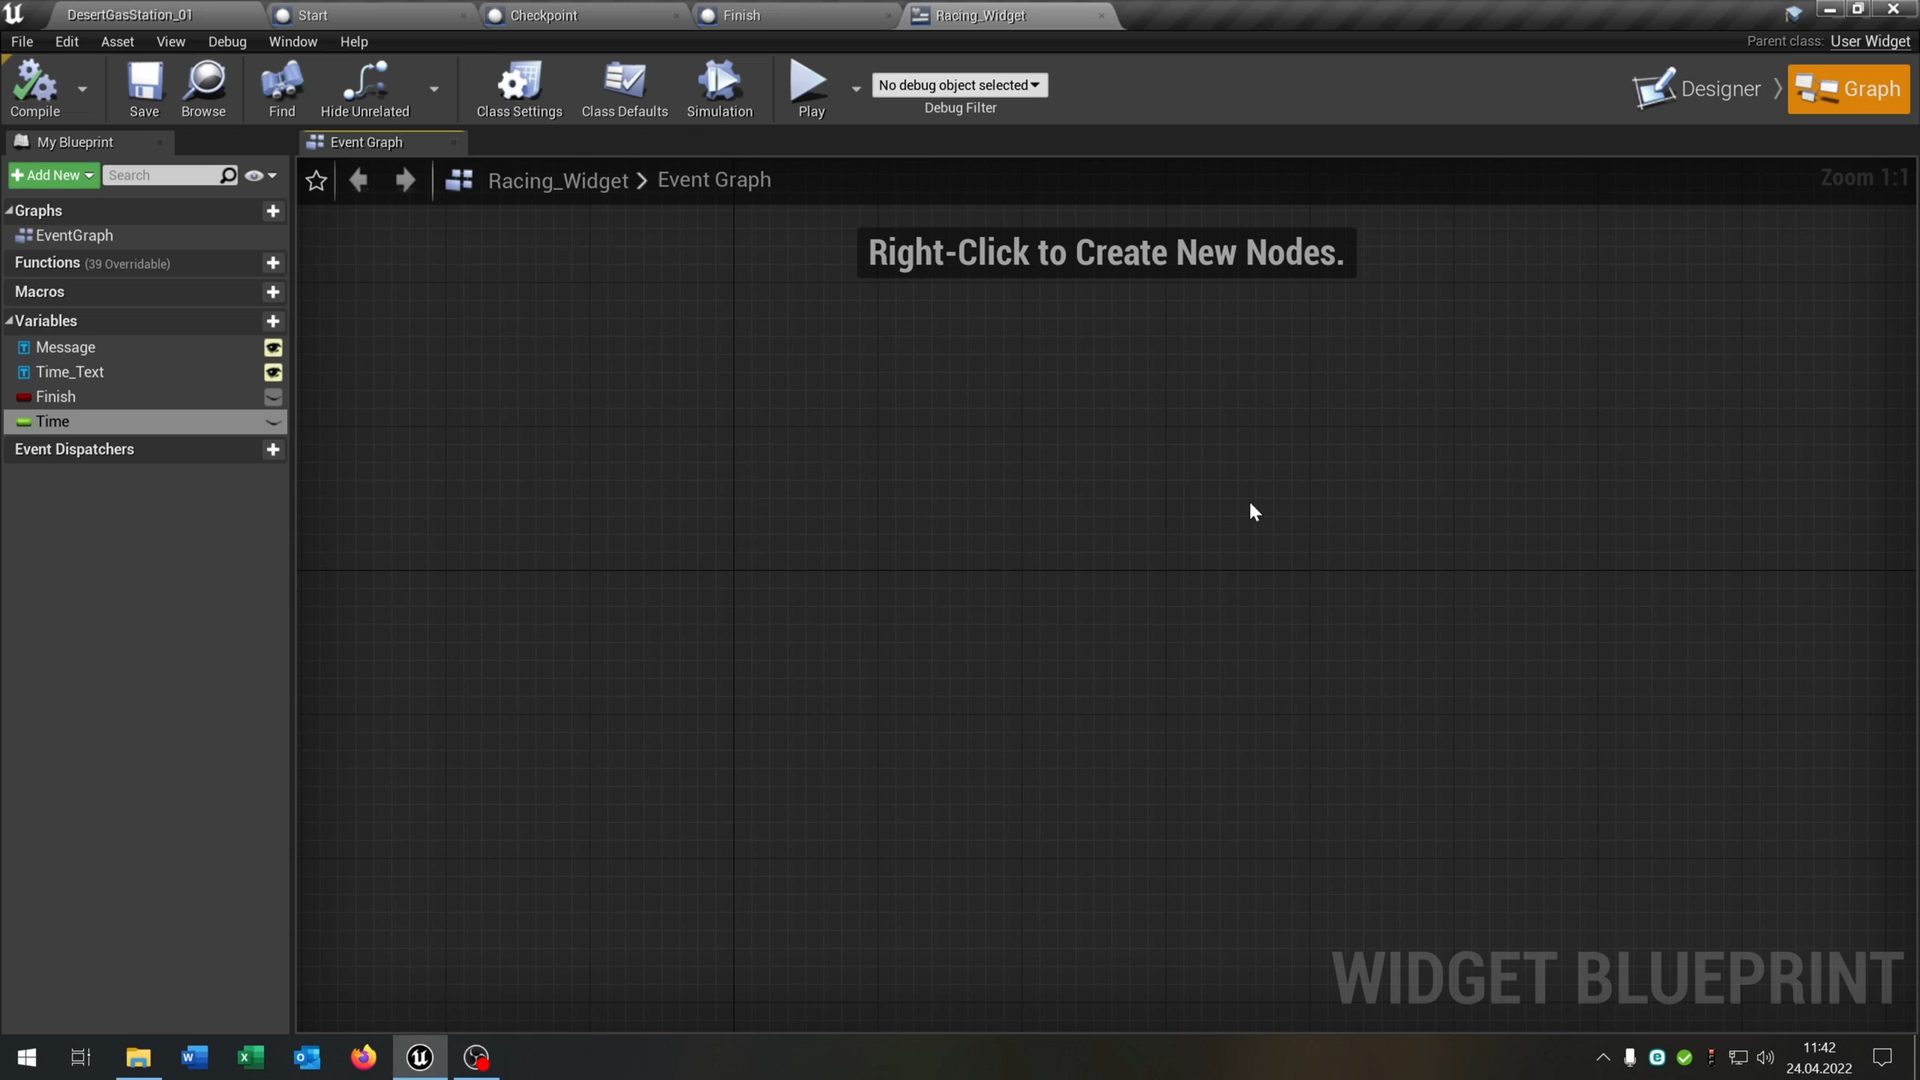 DesertGasStation_01
Start
Checkpoint
Finish
Racing_Widget
File
Edit
Asset
View
Debug
Window
Help
Parent class: User Widget
Compile
Save
Browse
Find
Hide Unrelated
Class Settings
Class Defaults
Simulation
Play
No debug object selected
Debug Filter
Designer
Graph
My Blueprint
Event Graph
Add New
Search
Racing_Widget > Event Graph
Zoom 1:1
Graphs
EventGraph
Functions (39 Overridable)
Macros
Variables
Message
Time_Text
Finish
Time
Event Dispatchers
Right-Click to Create New Nodes.
WIDGET BLUEPRINT
11:42
24.04.2022